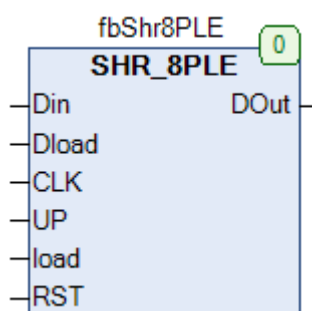 fbShr8PLE
0
SHR_8PLE
Din DOut
Dload
CLK
UP
load
RST